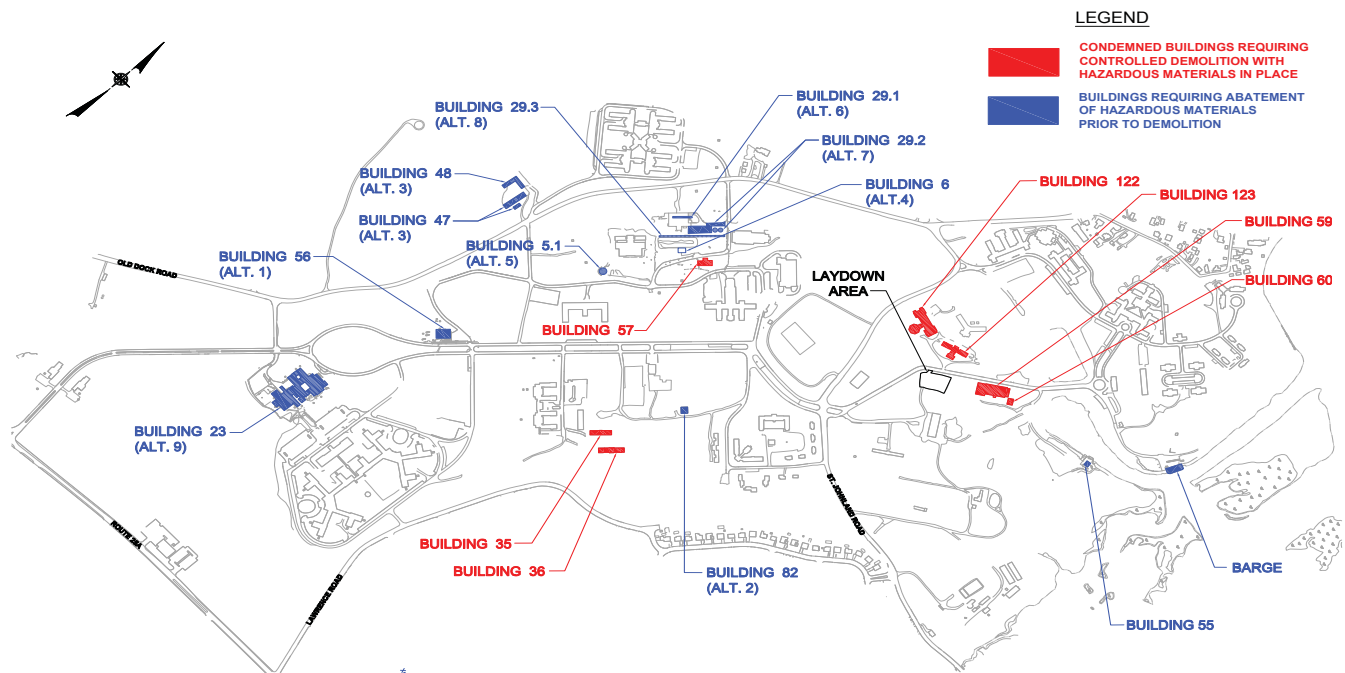 LEGEND
CONDEMNED BUILDINGS REQUIRING
CONTROLLED DEMOLITION WITH
HAZARDOUS MATERIALS IN PLACE
BUILDINGS REQUIRING ABATEMENT
OF HAZARDOUS MATERIALS
PRIOR TO DEMOLITION
BUILDING 29.3
(ALT. 8)
BUILDING 29.1
(ALT. 6)
BUILDING 29.2
(ALT. 7)
BUILDING 48
(ALT. 3)
BUILDING 6
(ALT.4)
BUILDING 122
BUILDING 123
BUILDING 47
(ALT. 3)
BUILDING 59
BUILDING 5.1
(ALT. 5)
BUILDING 56
(ALT. 1)
OLD DOCK ROAD
LAYDOWN
AREA
BUILDING 60
BUILDING 57
BUILDING 23
(ALT. 9)
ST. JOHNLAND ROAD
ROUTE 25A
BUILDING 35
BUILDING 36
BUILDING 82
(ALT. 2)
BARGE
LAWRENCE ROAD
BUILDING 55